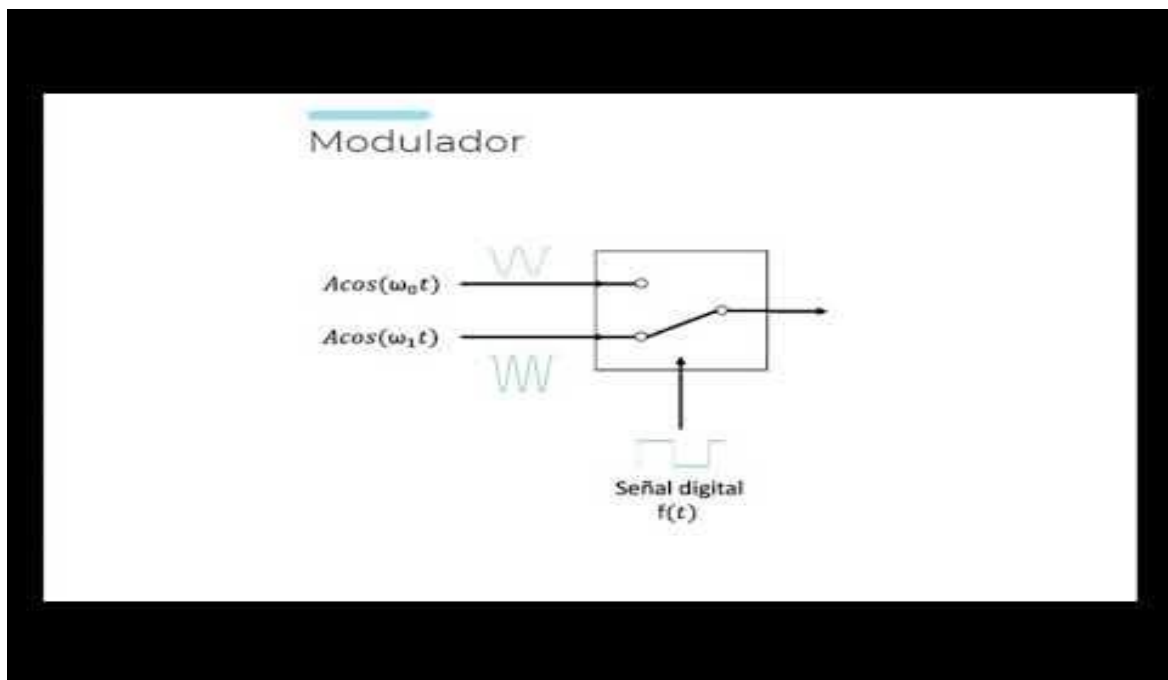 Modulador
Acos(ω₀t)
Acos(ω₁t)
Señal digital
f(t)